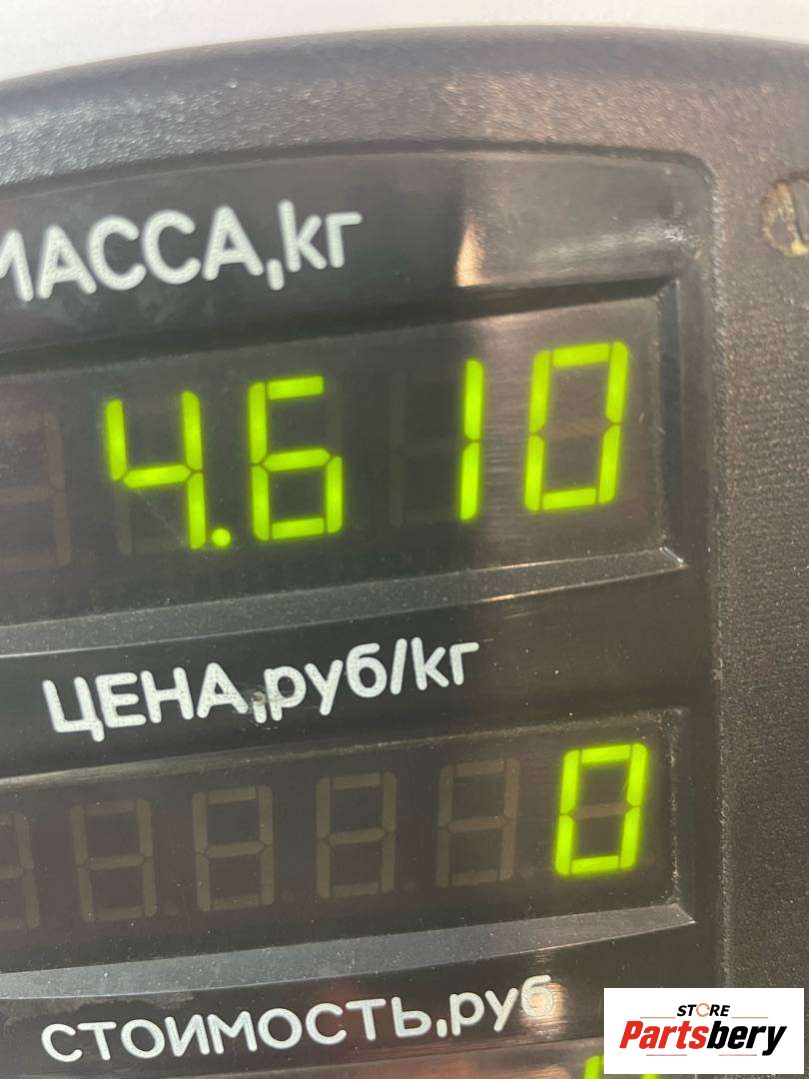 МАССА,кг
4.610
ЦЕНА,руб/кг
0
СТОИМОСТЬ,руб
STORE
Partsbery